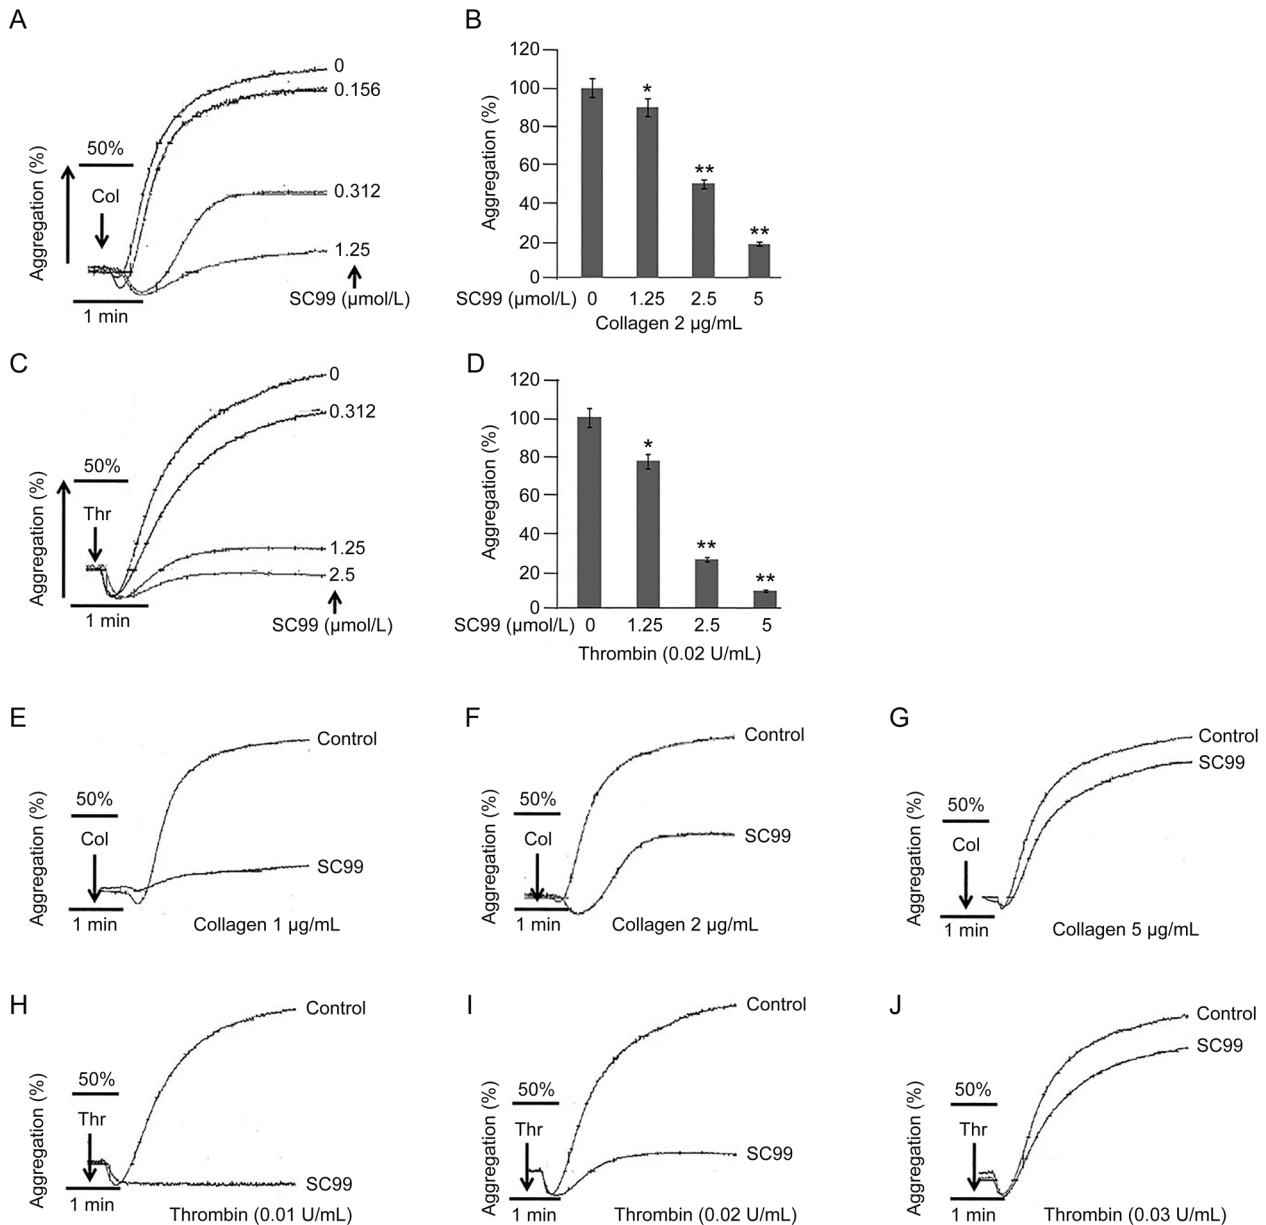 A
Aggregation (%)
50%
Col
1 min
0
0.156
0.312
1.25
SC99 (μmol/L)
B
Aggregation (%)
120
100
80
60
40
20
0
*
**
**
SC99 (μmol/L) 0 1.25 2.5 5
Collagen 2 μg/mL
C
Aggregation (%)
50%
Thr
1 min
0
0.312
1.25
2.5
SC99 (μmol/L)
D
Aggregation (%)
120
100
80
60
40
20
0
*
**
**
SC99 (μmol/L) 0 1.25 2.5 5
Thrombin (0.02 U/mL)
E
Aggregation (%)
50%
Col
1 min
Control
SC99
Collagen 1 μg/mL
F
Aggregation (%)
50%
Col
1 min
Control
SC99
Collagen 2 μg/mL
G
Aggregation (%)
50%
Col
1 min
Control
SC99
Collagen 5 μg/mL
H
Aggregation (%)
50%
Thr
1 min
Control
SC99
Thrombin (0.01 U/mL)
I
Aggregation (%)
50%
Thr
1 min
Control
SC99
Thrombin (0.02 U/mL)
J
Aggregation (%)
50%
Thr
1 min
Control
SC99
Thrombin (0.03 U/mL)